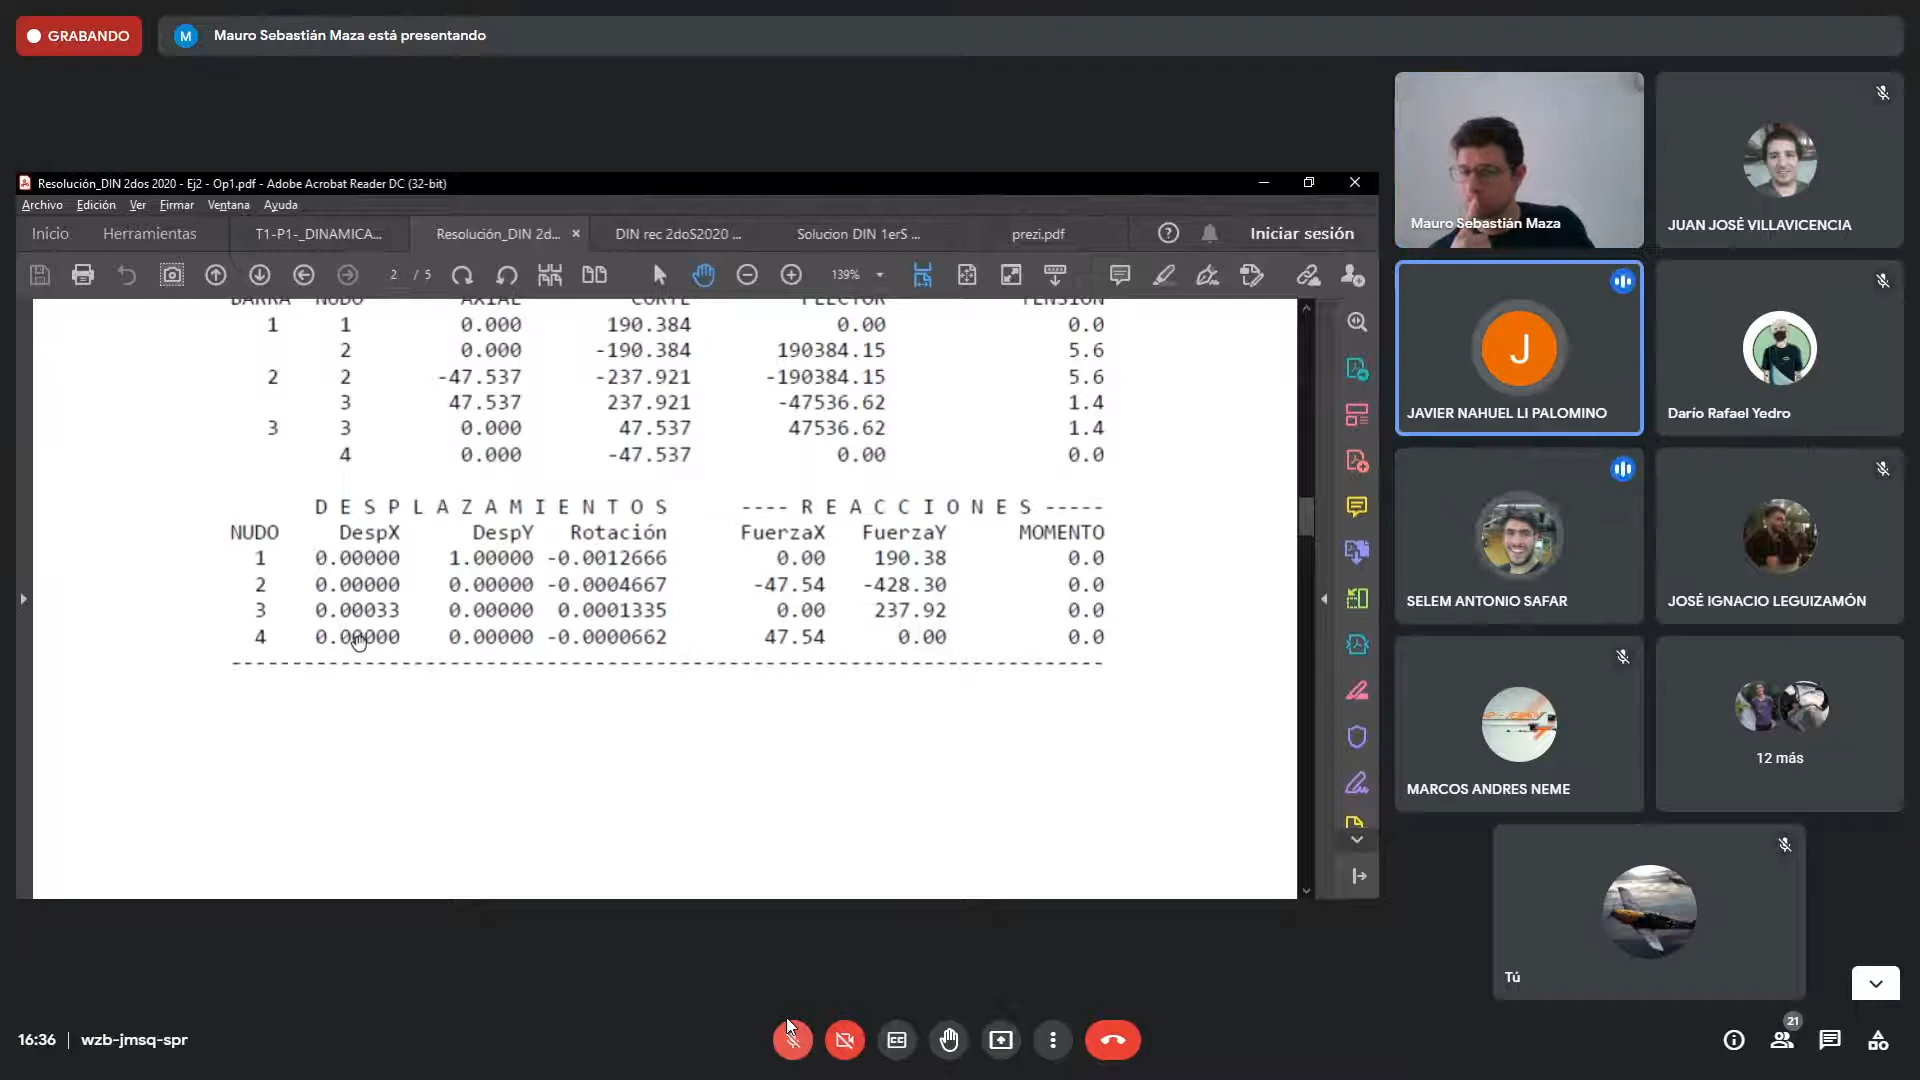 GRABANDO
M Mauro Sebastián Maza está presentando
Resolución_DIN 2dos 2020 - Ej2 - Op1.pdf - Adobe Acrobat Reader DC (32-bit)
Archivo Edición Ver Firmar Ventana Ayuda
Inicio Herramientas T1-P1-_DINAMICA... Resolución_DIN 2d... × DIN rec 2doS2020 ... Solucion DIN 1erS ... prezi.pdf Iniciar sesión
2 / 5 139%
BARRA NUDO AXIAL CORTE FLECTOR TENSION
1 1 0.000 190.384 0.00 0.0
2 0.000 -190.384 190384.15 5.6
2 2 -47.537 -237.921 -190384.15 5.6
3 47.537 237.921 -47536.62 1.4
3 3 0.000 47.537 47536.62 1.4
4 0.000 -47.537 0.00 0.0
D E S P L A Z A M I E N T O S ---- R E A C C I O N E S -----
NUDO DespX DespY Rotación FuerzaX FuerzaY MOMENTO
1 0.00000 1.00000 -0.0012666 0.00 190.38 0.0
2 0.00000 0.00000 -0.0004667 -47.54 -428.30 0.0
3 0.00033 0.00000 0.0001335 0.00 237.92 0.0
4 0.00000 0.00000 -0.0000662 47.54 0.00 0.0
Mauro Sebastián Maza
JUAN JOSÉ VILLAVICENCIA
J
JAVIER NAHUEL LI PALOMINO
Darío Rafael Yedro
SELEM ANTONIO SAFAR
JOSÉ IGNACIO LEGUIZAMÓN
MARCOS ANDRES NEME
12 más
Tú
16:36 | wzb-jmsq-spr
21